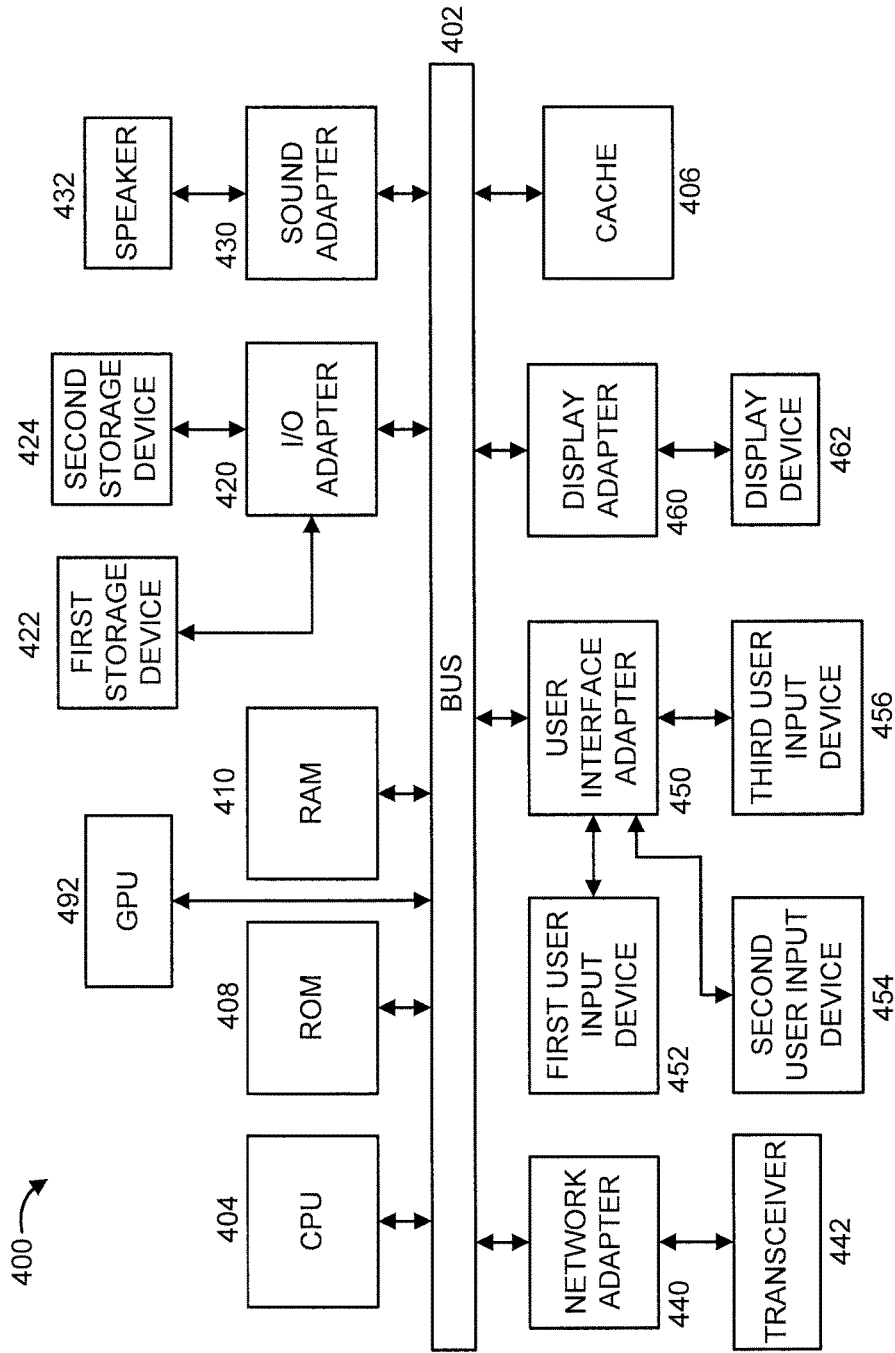 400
404
CPU
408
ROM
492
GPU
410
RAM
422
FIRST
STORAGE
DEVICE
424
SECOND
STORAGE
DEVICE
420
I/O
ADAPTER
432
SPEAKER
430
SOUND
ADAPTER
BUS
402
NETWORK
ADAPTER
440
TRANSCEIVER
442
FIRST USER
INPUT
DEVICE
452
SECOND
USER INPUT
DEVICE
454
USER
INTERFACE
ADAPTER
450
THIRD USER
INPUT
DEVICE
456
DISPLAY
ADAPTER
460
DISPLAY
DEVICE
462
CACHE
406